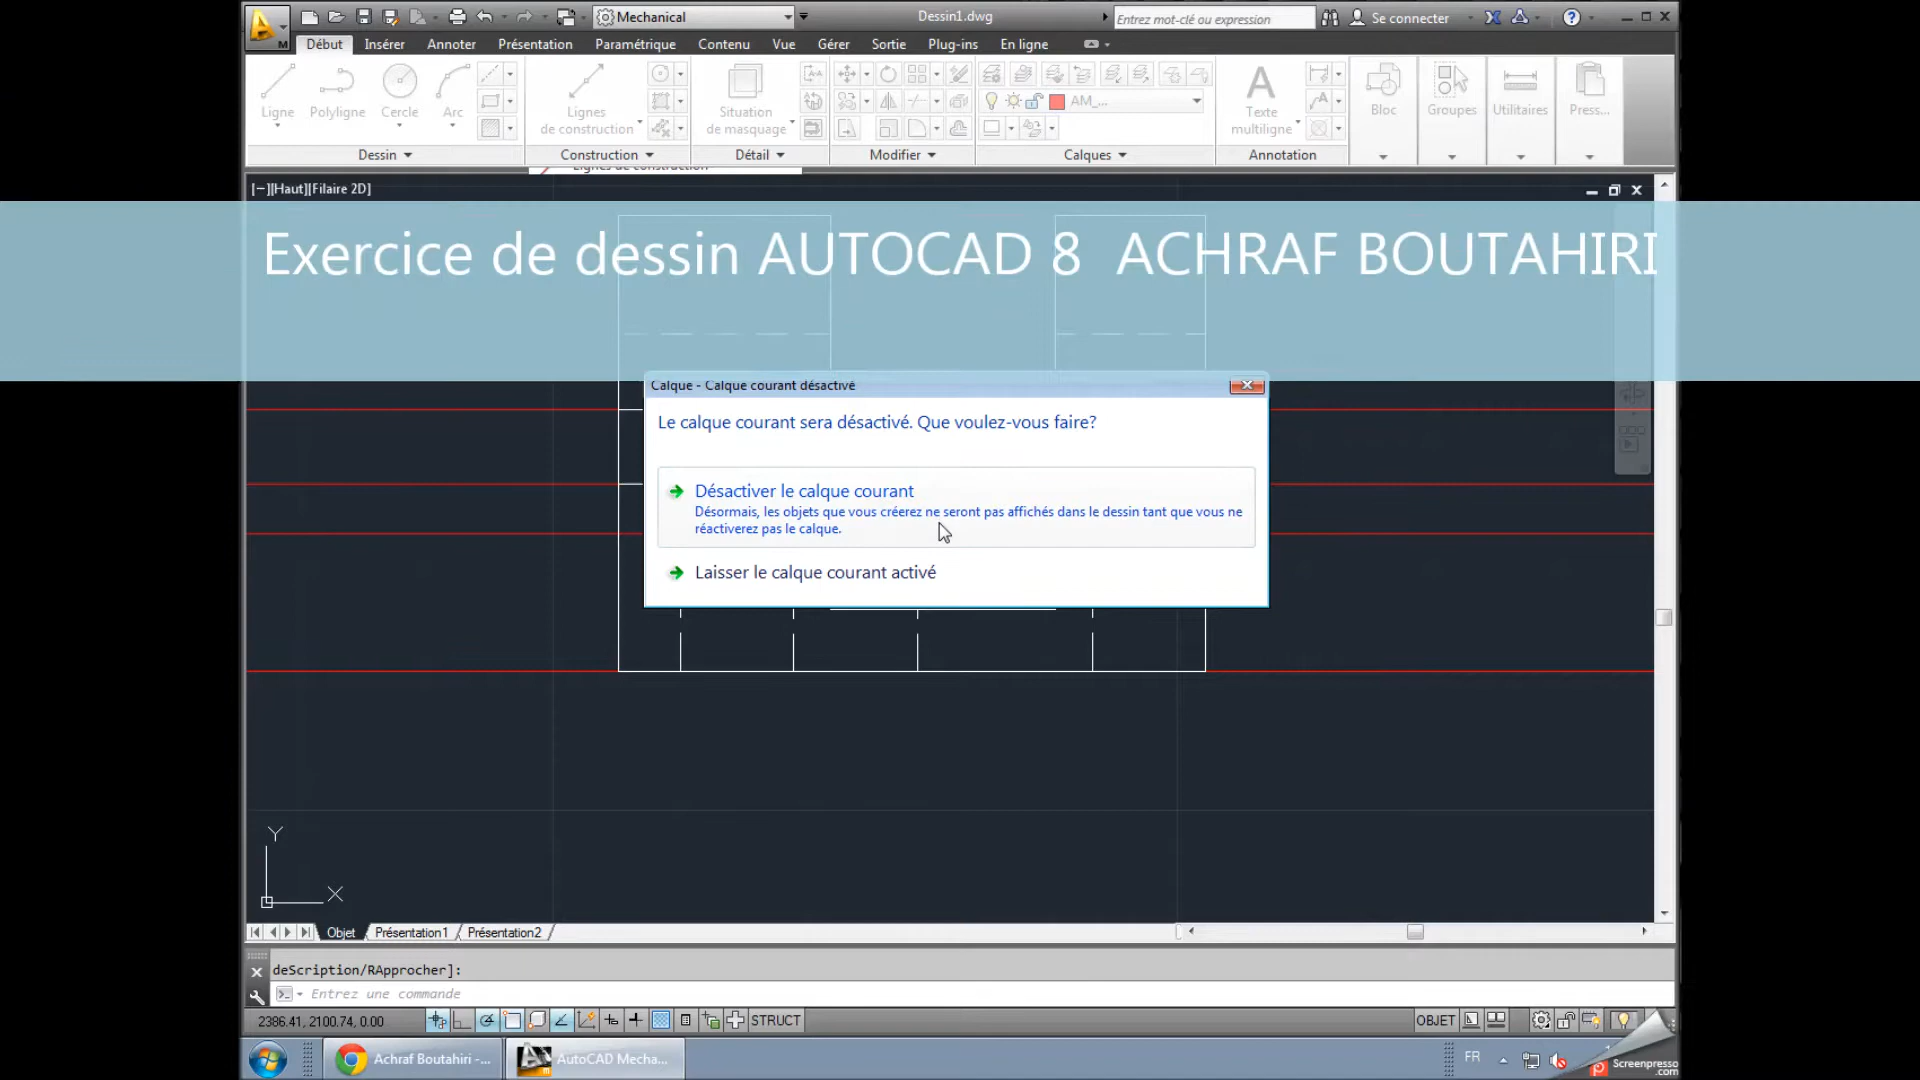 Mechanical
Dessin1.dwg
Entrez mot-clé ou expression
Se connecter
Début
Insérer
Annoter
Présentation
Paramétrique
Contenu
Vue
Gérer
Sortie
Plug-ins
En ligne
Ligne
Polyligne
Cercle
Arc
Lignes
de construction
Situation
de masquage
AM_...
Texte
multiligne
Bloc
Groupes
Utilitaires
Press...
Dessin
Construction
Détail
Modifier
Calques
Annotation
[−][Haut][Filaire 2D]
Exercice de dessin AUTOCAD 8 ACHRAF BOUTAHIRI
Calque - Calque courant désactivé
Le calque courant sera désactivé. Que voulez-vous faire?
Désactiver le calque courant
Désormais, les objets que vous créerez ne seront pas affichés dans le dessin tant que vous ne
réactiverez pas le calque.
Laisser le calque courant activé
Y
X
Objet
Présentation1
Présentation2
deScription/RApprocher]:
Entrez une commande
2386.41, 2100.74, 0.00
STRUCT
OBJET
Achraf Boutahiri -...
AutoCAD Mecha...
FR
Screenpresso
.com